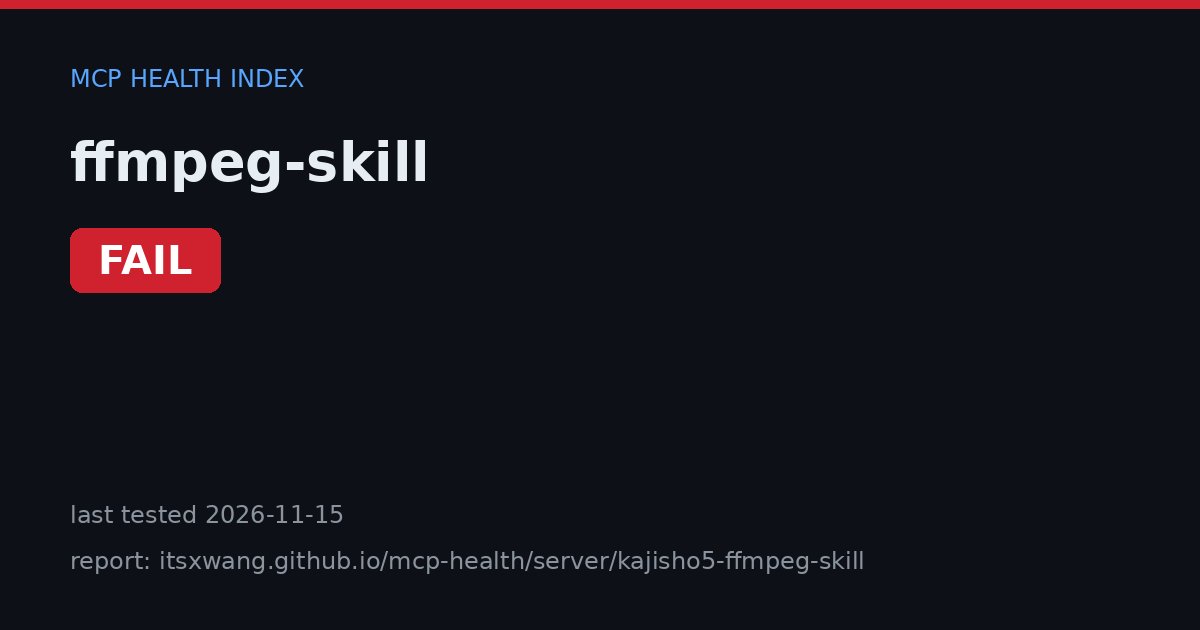 MCP HEALTH INDEX
ffmpeg-skill
FAIL
last tested 2026-11-15
report: itsxwang.github.io/mcp-health/server/kajisho5-ffmpeg-skill